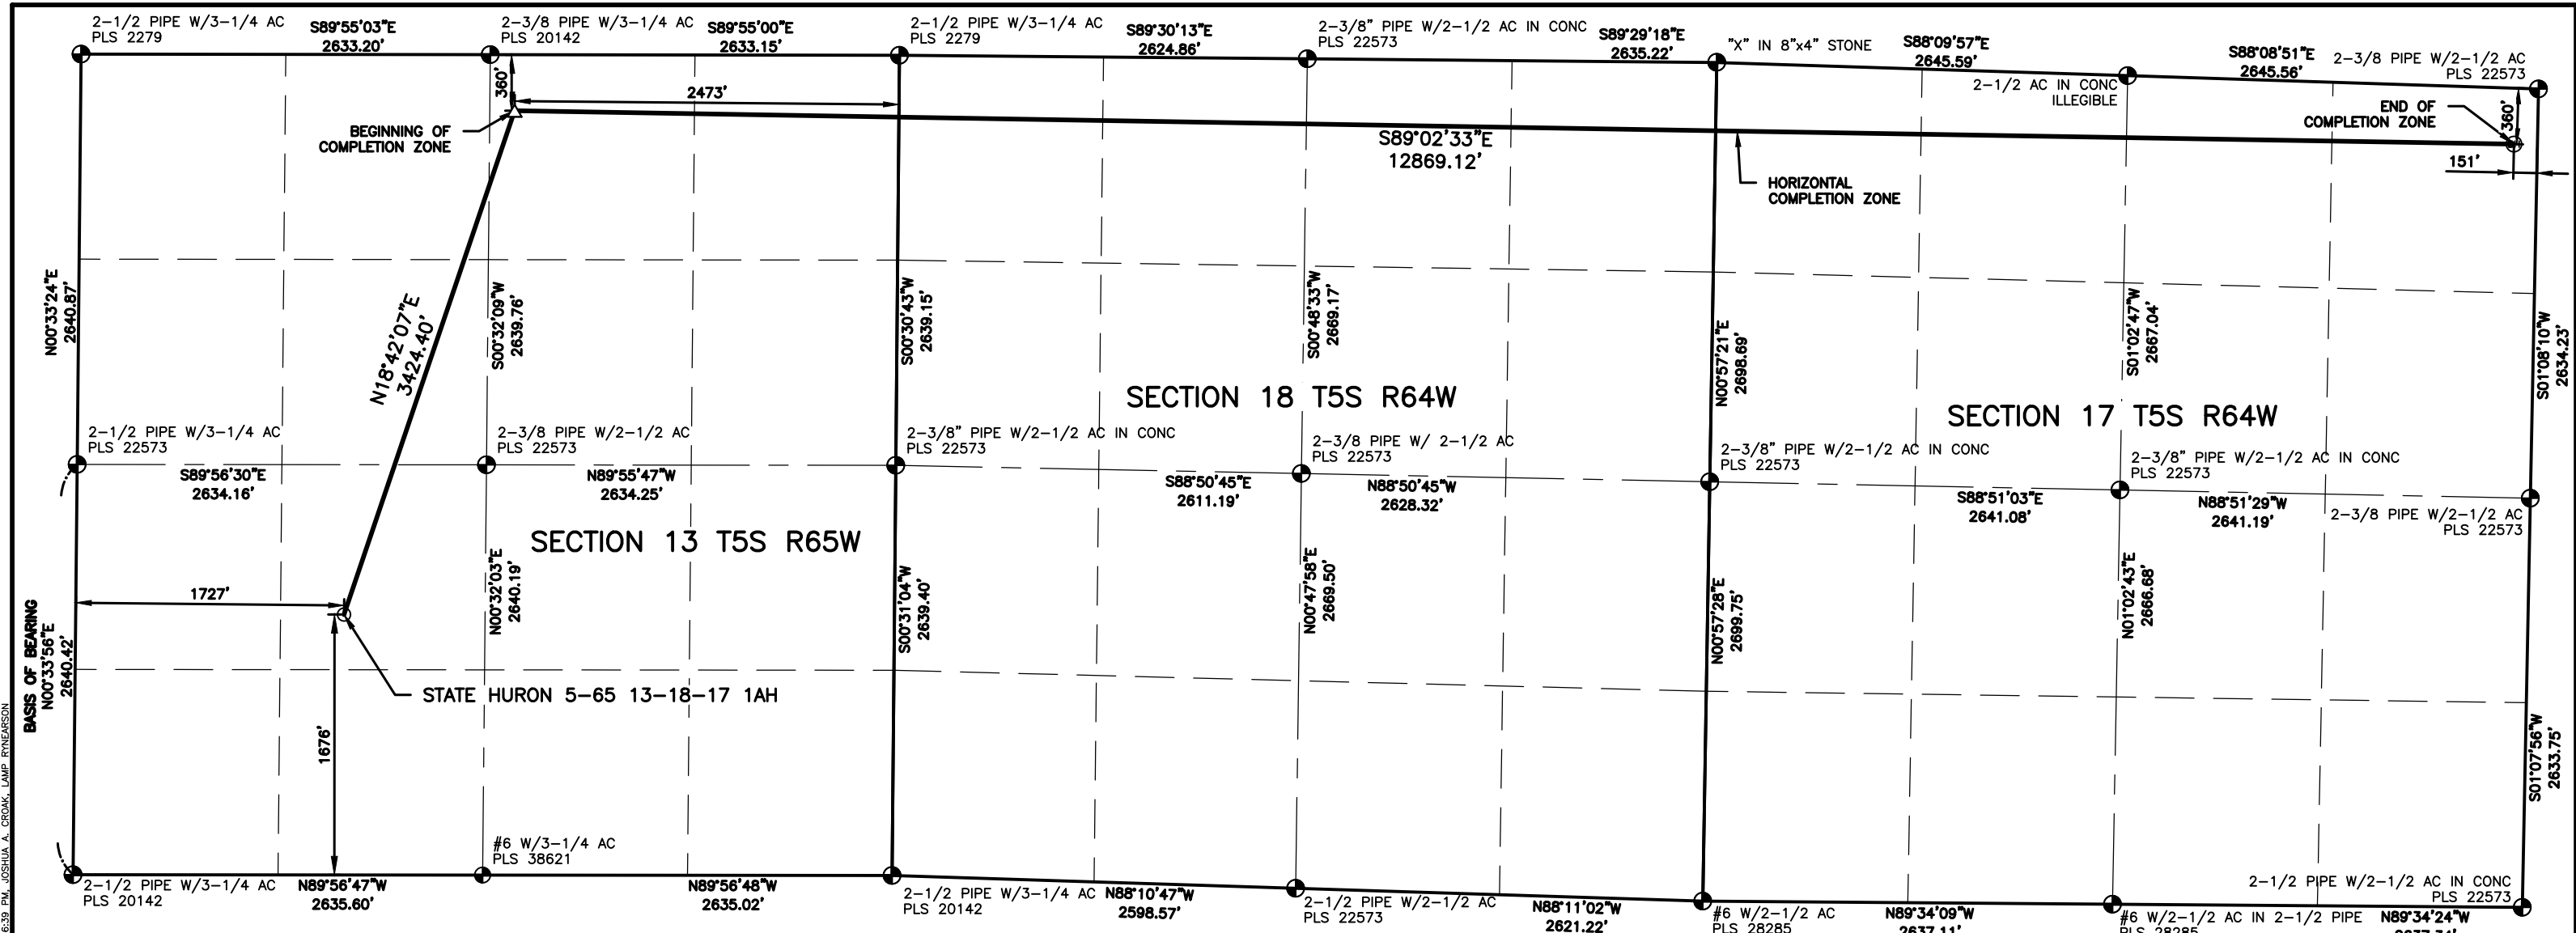 2-1/2 PIPE W/3-1/4 AC
PLS 2279
S89°55'03"E
2633.20'
2-3/8 PIPE W/3-1/4 AC
PLS 20142
S89°55'00"E
2633.15'
2-1/2 PIPE W/3-1/4 AC
PLS 2279
S89°30'13"E
2624.86'
2-3/8" PIPE W/2-1/2 AC IN CONC
PLS 22573
S89°29'18"E
2635.22'
"X" IN 8"x4" STONE
S88°09'57"E
2645.59'
2-1/2 AC IN CONC
ILLEGIBLE
S88°08'51"E
2645.56'
2-3/8 PIPE W/2-1/2 AC
PLS 22573
360'
2473'
BEGINNING OF
COMPLETION ZONE
S89°02'33"E
12869.12'
HORIZONTAL
COMPLETION ZONE
END OF
COMPLETION ZONE
360'
151'
N00°33'24"E
2640.87'
N18°42'07"E
3424.40'
S00°32'09"W
2639.76'
S00°30'43"W
2639.15'
S00°48'33"W
2669.17'
N00°57'21"E
2698.69'
S01°02'47"W
2667.04'
S01°08'10"W
2634.23'
SECTION 18 T5S R64W
SECTION 17 T5S R64W
2-1/2 PIPE W/3-1/4 AC
PLS 22573
S89°56'30"E
2634.16'
2-3/8 PIPE W/2-1/2 AC
PLS 22573
N89°55'47"W
2634.25'
2-3/8" PIPE W/2-1/2 AC IN CONC
PLS 22573
S88°50'45"E
2611.19'
2-3/8 PIPE W/ 2-1/2 AC
PLS 22573
N88°50'45"W
2628.32'
2-3/8" PIPE W/2-1/2 AC IN CONC
PLS 22573
S88°51'03"E
2641.08'
2-3/8" PIPE W/2-1/2 AC IN CONC
PLS 22573
N88°51'29"W
2641.19'
2-3/8 PIPE W/2-1/2 AC
PLS 22573
SECTION 13 T5S R65W
1727'
1676'
STATE HURON 5-65 13-18-17 1AH
BASIS OF BEARING
N00°33'56"E
2640.42'
N00°32'03"E
2640.19'
S00°31'04"W
2639.40'
N00°47'58"E
2669.50'
N00°57'28"E
2699.75'
N01°02'43"E
2666.68'
S01°07'56"W
2633.75'
6:39 PM, JOSHUA A. CROAK, LAMP RYNEARSON
2-1/2 PIPE W/3-1/4 AC
PLS 20142
N89°56'47"W
2635.60'
#6 W/3-1/4 AC
PLS 38621
N89°56'48"W
2635.02'
2-1/2 PIPE W/3-1/4 AC
PLS 20142
N88°10'47"W
2598.57'
2-1/2 PIPE W/2-1/2 AC
PLS 22573
N88°11'02"W
2621.22'
#6 W/2-1/2 AC
PLS 28285
N89°34'09"W
2637.11'
#6 W/2-1/2 AC IN 2-1/2 PIPE
PLS 28285
N89°34'24"W
2-1/2 PIPE W/2-1/2 AC IN CONC
PLS 22573